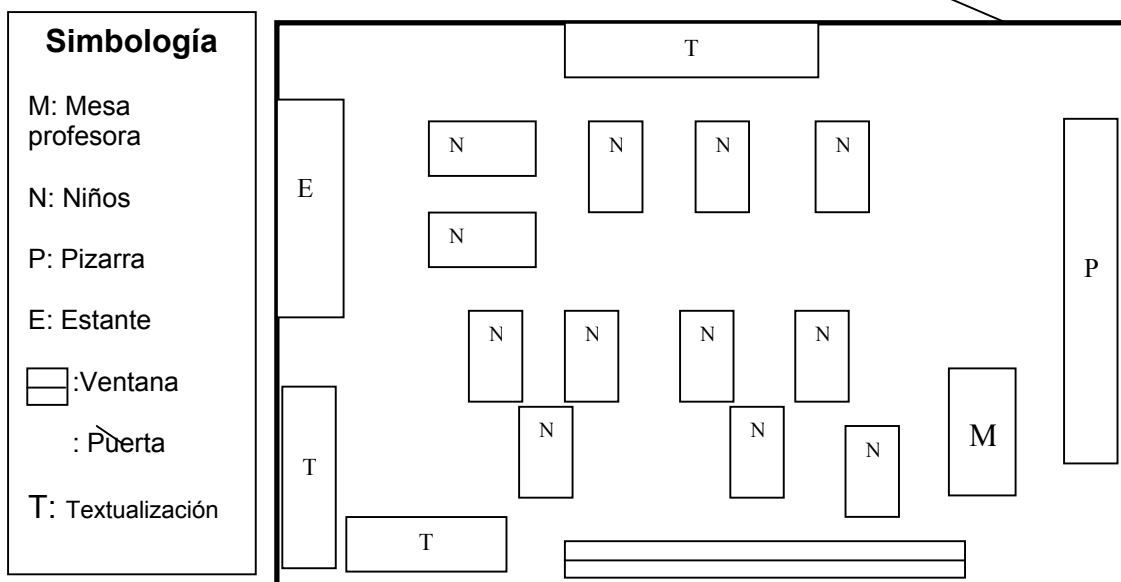 Simbología
M: Mesa
profesora
N: Niños
P: Pizarra
E: Estante
:Ventana
: Puerta
T: Textualización
T
E
N
N
N
N
P
N
N
N
N
N
M
N
N
N
T
T